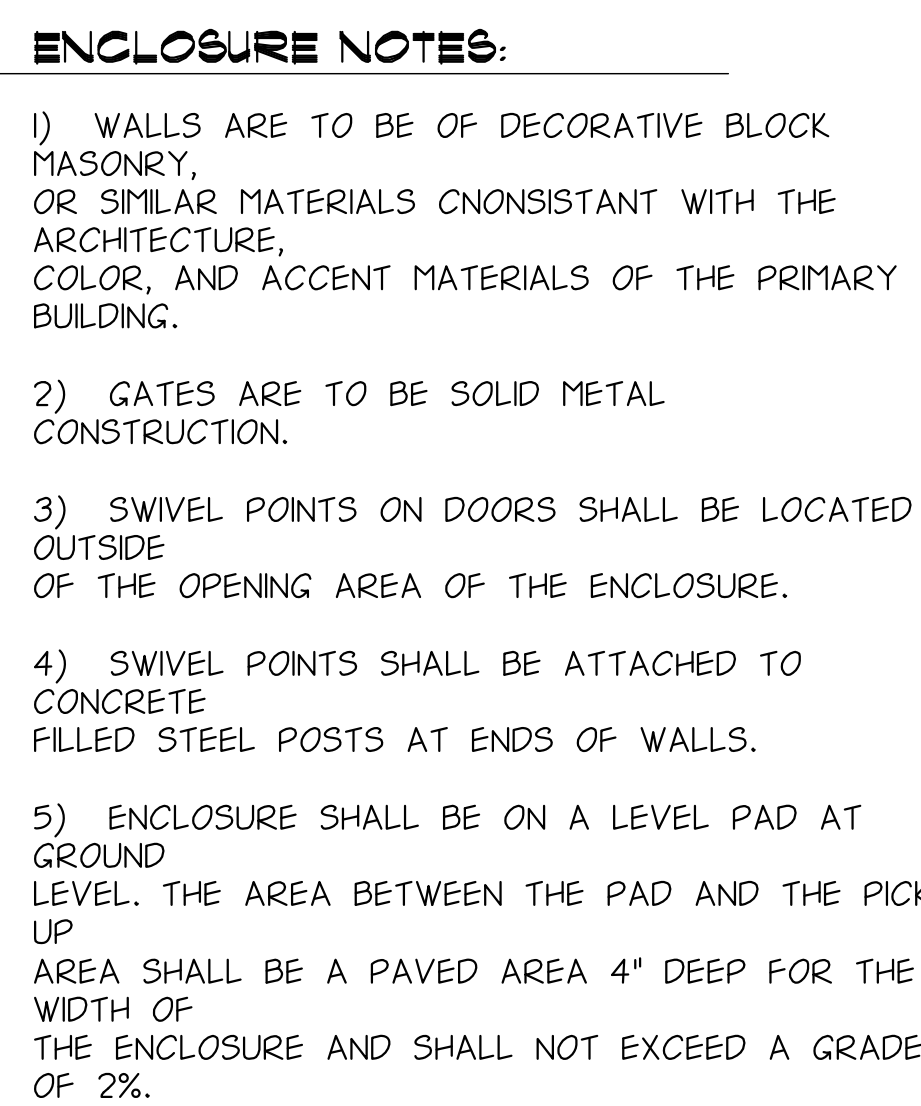 ENCLOSURE NOTES:
1) WALLS ARE TO BE OF DECORATIVE BLOCK
MASONRY,
OR SIMILAR MATERIALS CNONSISTANT WITH THE
ARCHITECTURE,
COLOR, AND ACCENT MATERIALS OF THE PRIMARY
BUILDING.
2) GATES ARE TO BE SOLID METAL
CONSTRUCTION.
3) SWIVEL POINTS ON DOORS SHALL BE LOCATED
OUTSIDE
OF THE OPENING AREA OF THE ENCLOSURE.
4) SWIVEL POINTS SHALL BE ATTACHED TO
CONCRETE
FILLED STEEL POSTS AT ENDS OF WALLS.
5) ENCLOSURE SHALL BE ON A LEVEL PAD AT
GROUND
LEVEL. THE AREA BETWEEN THE PAD AND THE PICK
UP
AREA SHALL BE A PAVED AREA 4" DEEP FOR THE
WIDTH OF
THE ENCLOSURE AND SHALL NOT EXCEED A GRADE
OF 2%.